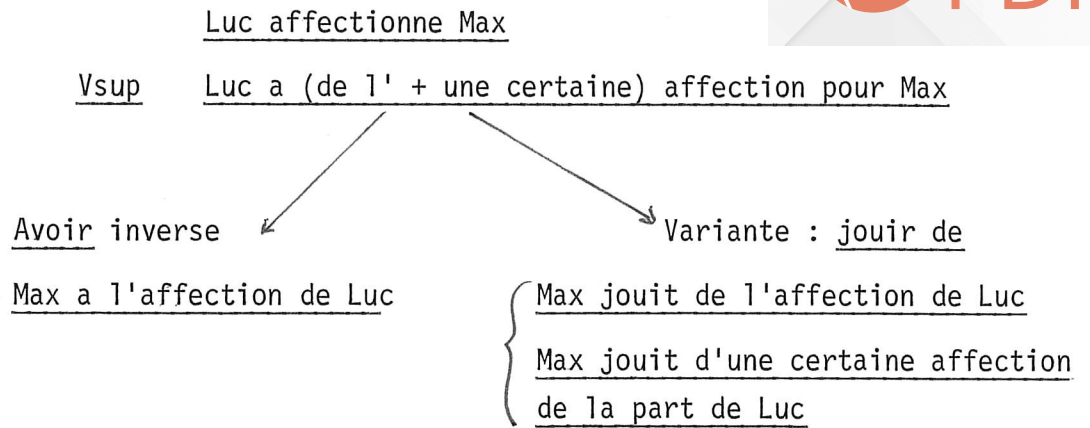 PDF
Luc affectionne Max
Vsup Luc a (de l' + une certaine) affection pour Max
Avoir inverse
Variante : jouir de
Max a l'affection de Luc
Max jouit de l'affection de Luc
Max jouit d'une certaine affection
de la part de Luc